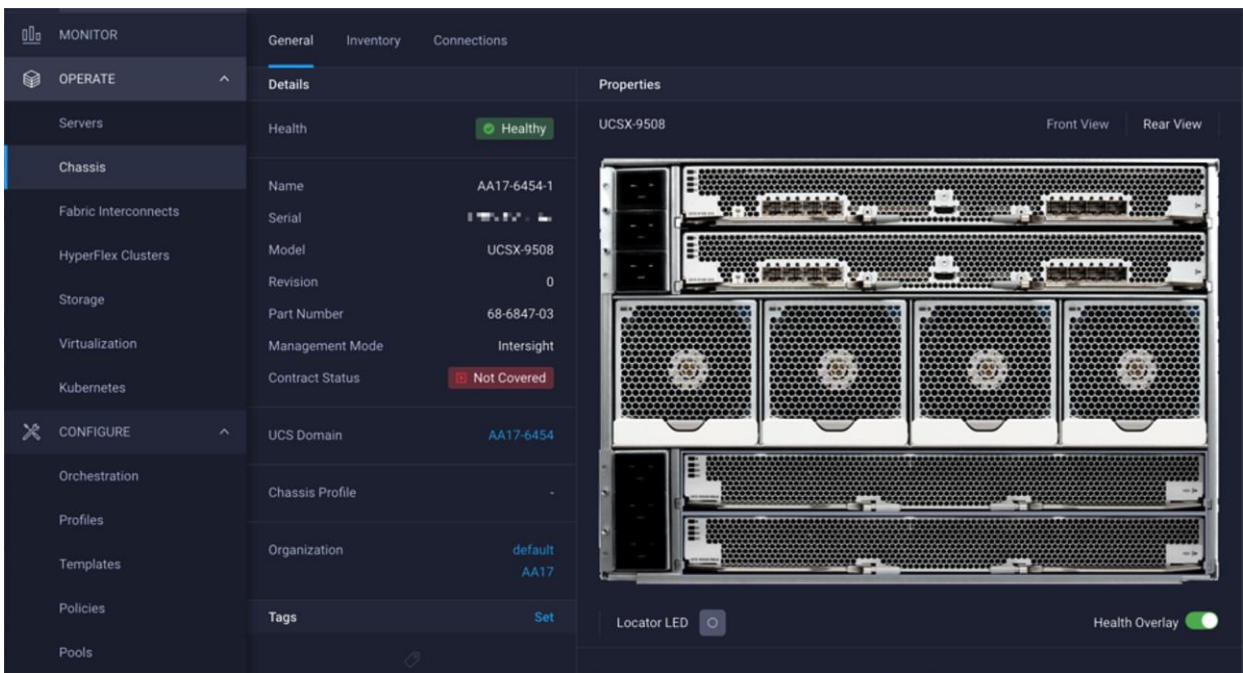 MONITOR
OPERATE
Servers
Chassis
Fabric Interconnects
HyperFlex Clusters
Storage
Virtualization
Kubernetes
CONFIGURE
Orchestration
Profiles
Templates
Policies
Pools
General Inventory Connections
Details
Health Healthy
Name AA17-6454-1
Serial
Model UCSX-9508
Revision 0
Part Number 68-6847-03
Management Mode Intersight
Contract Status Not Covered
UCS Domain AA17-6454
Chassis Profile -
Organization default
AA17
Tags Set
Properties
UCSX-9508 Front View Rear View
Locator LED Health Overlay